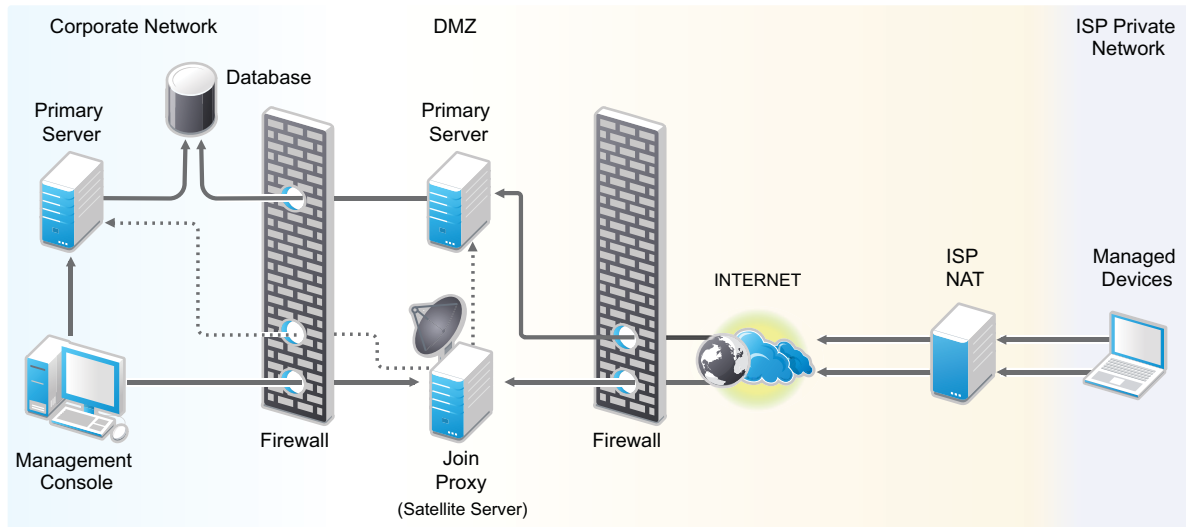 Corporate Network
DMZ
ISP Private
Network
Database
Primary
Server
Primary
Server
INTERNET
ISP
NAT
Managed
Devices
Firewall
Firewall
Management
Console
Join
Proxy
(Satellite Server)